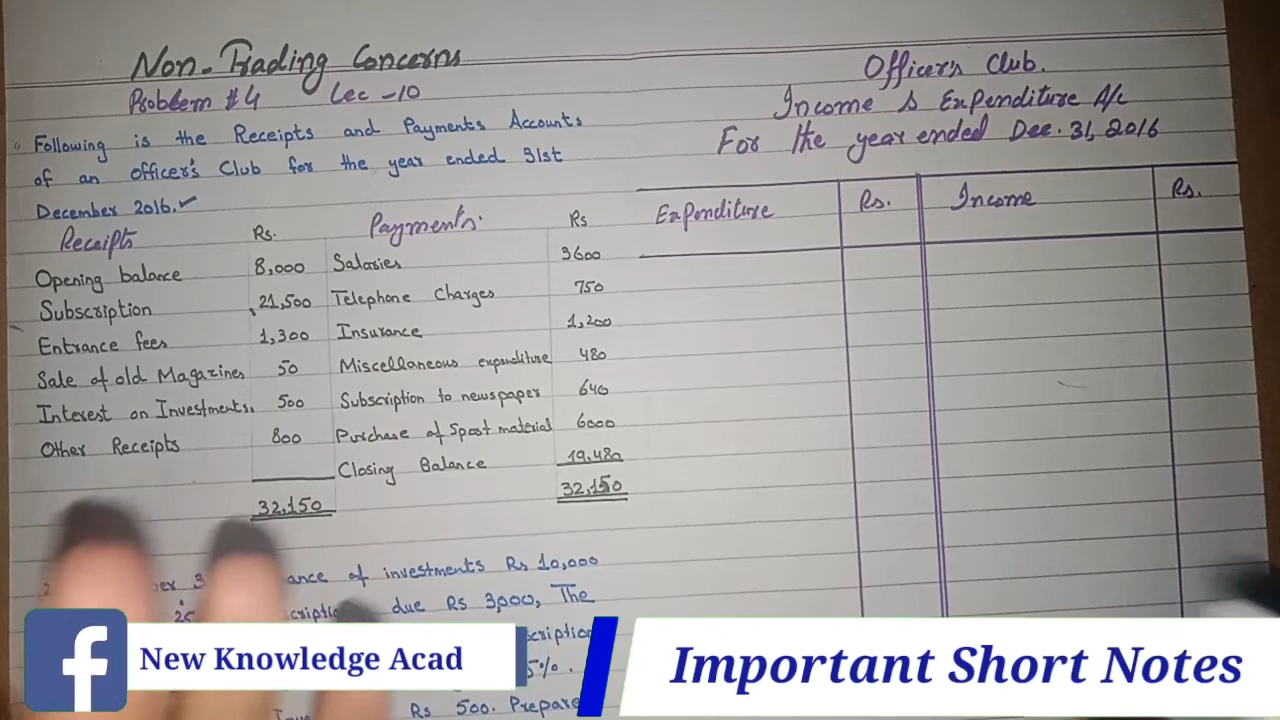 Non-Trading Concerns
Problem #4 Lec -10
Following is the Receipts and Payments Accounts
of an officer's Club for the year ended 31st
December 2016.
Receipts Rs. Payments Rs
Opening balance 8,000 Salaries 3600
Subscription 21,500 Telephone Charges 750
Entrance fees 1,300 Insurance 1,200
Sale of old Magazines 50 Miscellaneous expenditure 480
Interest on Investments. 500 Subscription to newspaper 640
Other Receipts 800 Purchase of Sport material 6000
Closing Balance 19,480
32,150 32,150
of investments Rs 10,000
due Rs 3,000, The
5%.
Rs 500. Prepare
Officer's Club.
Income & Expenditure A/c
For the year ended Dec. 31, 2016
Expenditure Rs. Income Rs.
New Knowledge Acad
Important Short Notes